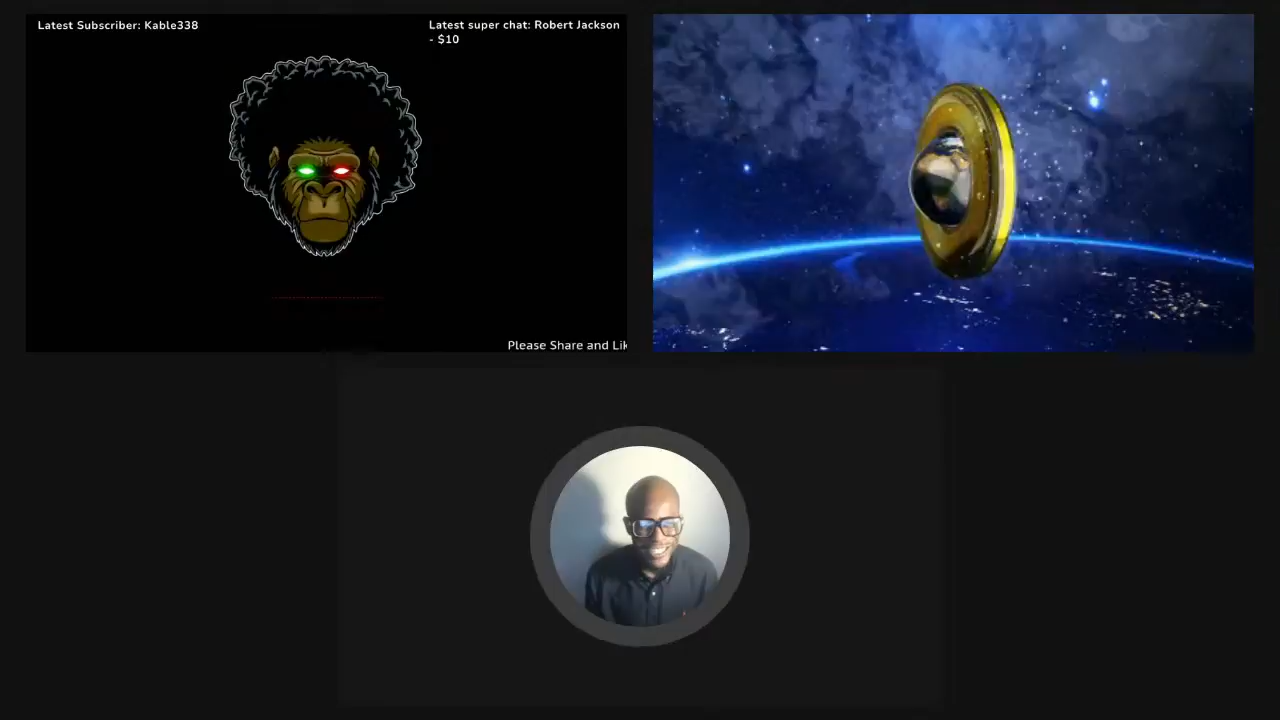 Latest Subscriber: Kable338
Latest super chat: Robert Jackson
- $10
Please Share and Lik